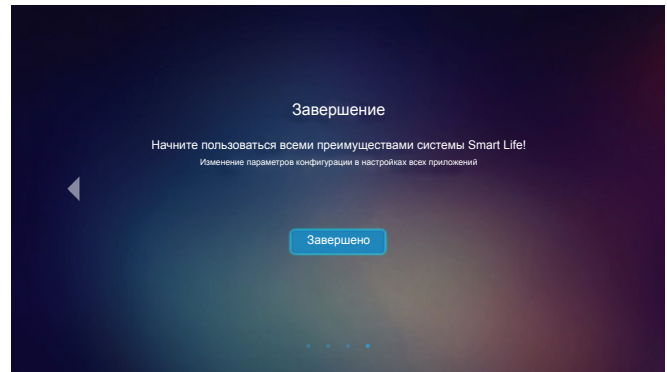 Завершение
Начните пользоваться всеми преимуществами системы Smart Life!
Изменение параметров конфигурации в настройках всех приложений
Завершено